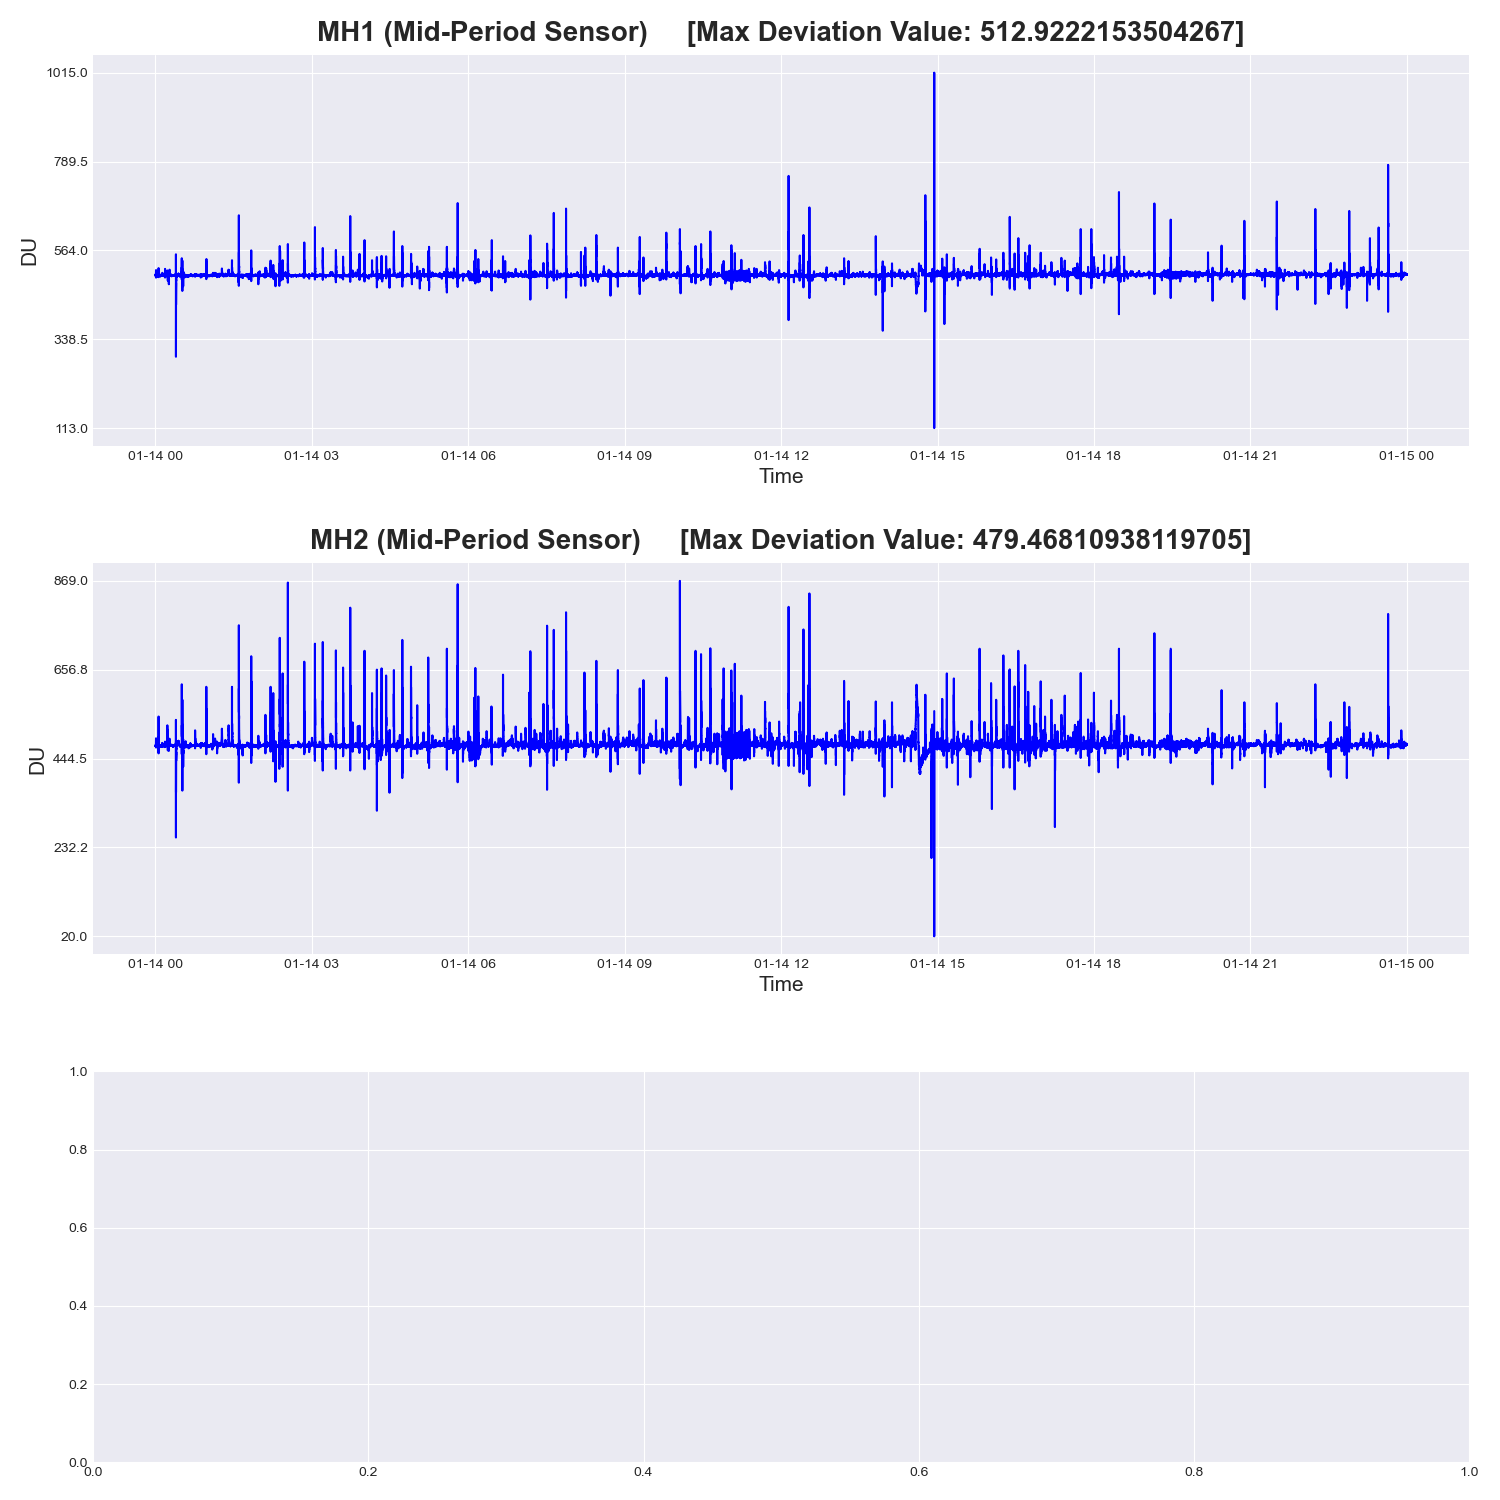 MH1 (Mid-Period Sensor) [Max Deviation Value: 512.9222153504267]
1015.0
789.5
564.0
338.5
113.0
DU
01-14 00 01-14 03 01-14 06 01-14 09 01-14 12 01-14 15 01-14 18 01-14 21 01-15 00
Time
MH2 (Mid-Period Sensor) [Max Deviation Value: 479.46810938119705]
869.0
656.8
444.5
232.2
20.0
DU
01-14 00 01-14 03 01-14 06 01-14 09 01-14 12 01-14 15 01-14 18 01-14 21 01-15 00
Time
1.0
0.8
0.6
0.4
0.2
0.0
0.0 0.2 0.4 0.6 0.8 1.0